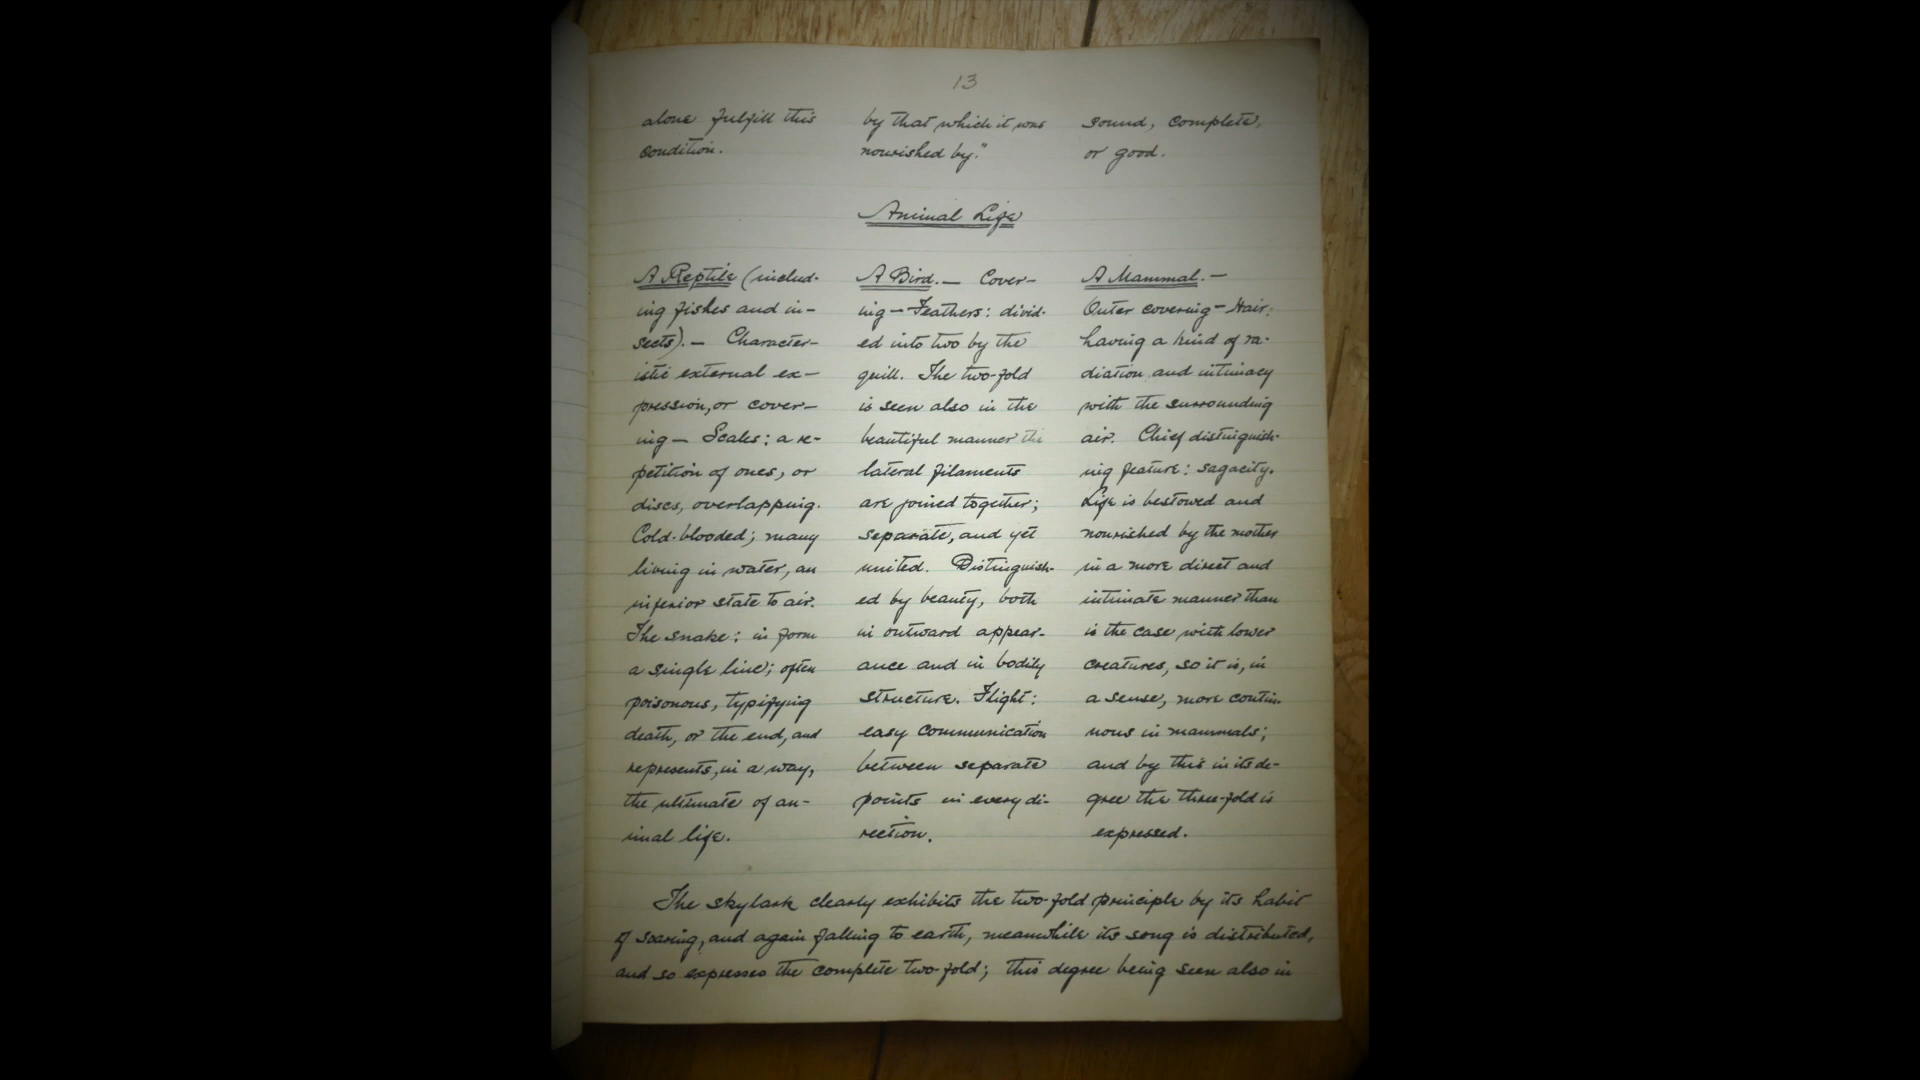 13
alone fulfill this
condition.
by that which it was
nourished by."
sound, complete,
or good.
Animal Life
A Reptile (includ-
ing fishes and in-
sects). — Character-
istic external ex-
pression, or cover-
ing — Scales: a re-
petition of ones, or
discs, overlapping.
Cold-blooded; many
living in water, an
inferior state to air.
The snake: in form
a single line; often
poisonous, typifying
death, or the end, and
represents, in a way,
the ultimate of an-
imal life.
A Bird. — Cover-
ing — Feathers: divid-
ed into two by the
quill. The two-fold
is seen also in the
beautiful manner the
lateral filaments
are joined together;
separate, and yet
united. Distinguish-
ed by beauty, both
in outward appear-
ance and in bodily
structure. Flight:
easy communication
between separate
points in every di-
rection.
A Mammal. —
Outer covering — Hair:
having a kind of ra-
diation and intimacy
with the surrounding
air. Chief distinguish-
ing feature: sagacity.
Life is bestowed and
nourished by the mother
in a more direct and
intimate manner than
is the case with lower
creatures, so it is, in
a sense, more contin-
uous in mammals;
and by this in its de-
gree the three-fold is
expressed.
The skylark clearly exhibits the two-fold principle by its habit
of soaring, and again falling to earth, meanwhile its song is distributed,
and so expresses the complete two-fold; this degree being seen also in